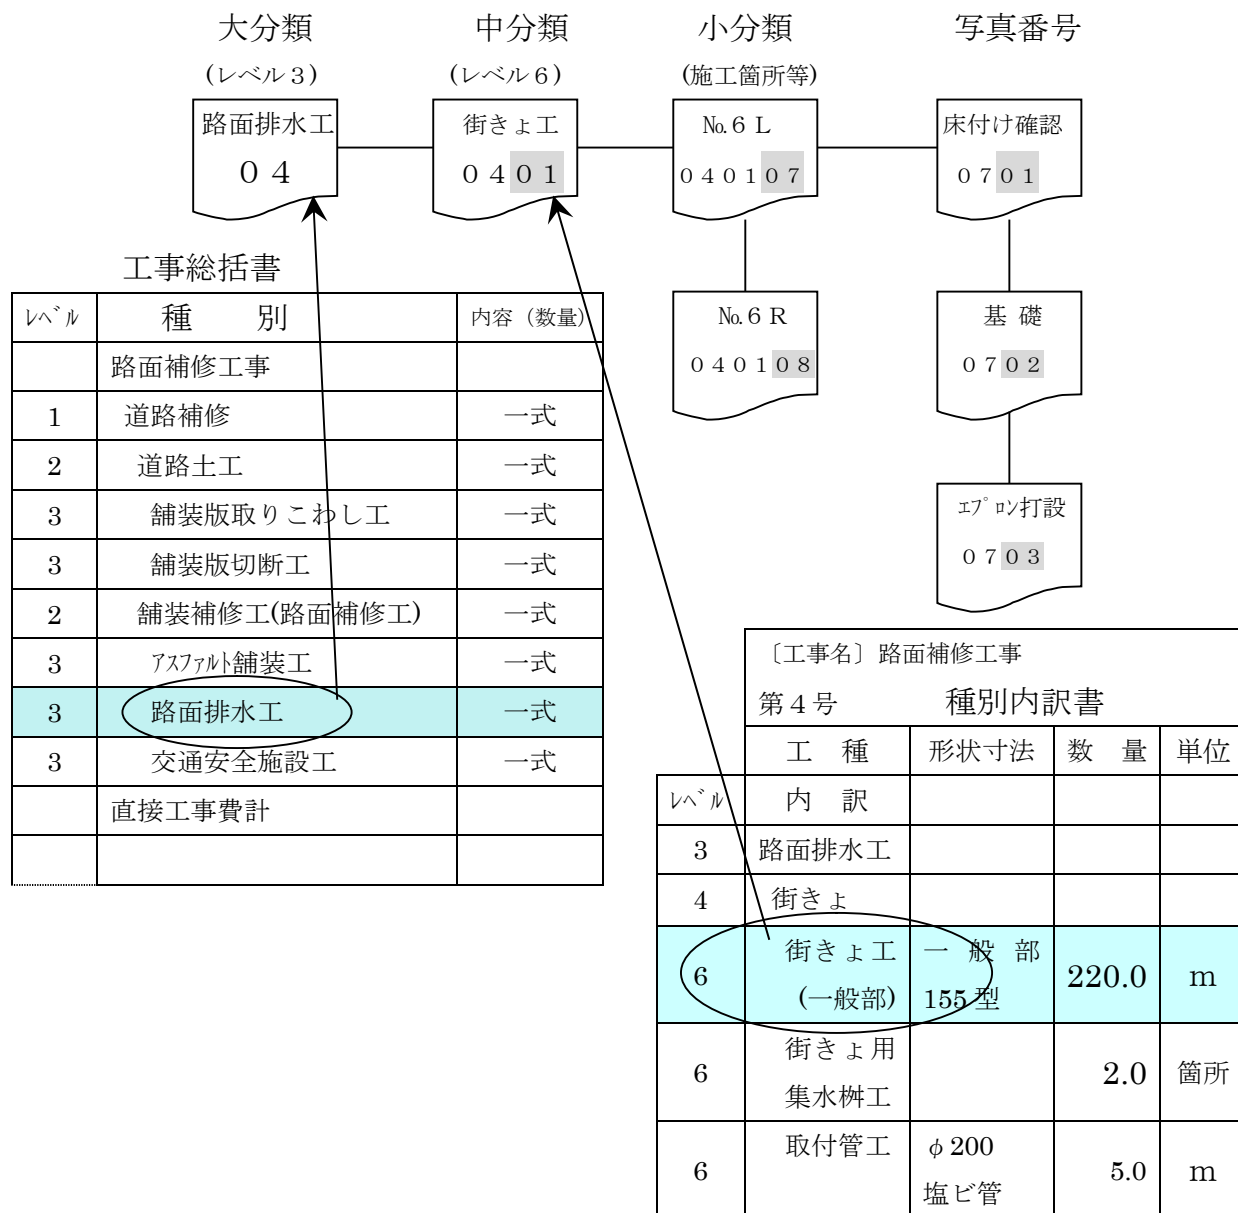 大分類 中分類 小分類 写真番号
(レベル３) (レベル６) (施工箇所等)
路面排水工 街きょ工 №６Ｌ 床付け確認
０４ ０４０１ ０４０１０７ ０７０１
工事総括書
№６Ｒ 基 礎
０４０１０８ ０７０２
ｴﾌﾟﾛﾝ打設
０７０３
ﾚﾍﾞﾙ 種　別 内容（数量）
路面補修工事
1 道路補修 一式
2 道路土工 一式
3 舗装版取りこわし工 一式
3 舗装版切断工 一式
2 舗装補修工(路面補修工) 一式
3 ｱｽﾌｧﾙﾄ舗装工 一式
3 路面排水工 一式
3 交通安全施設工 一式
直接工事費計
〔工事名〕路面補修工事
第４号 種別内訳書
工　種 形状寸法 数　量 単位
ﾚﾍﾞﾙ 内　訳
3 路面排水工
4 街きょ
6 街きょ工 一 般 部 220.0 ｍ
(一般部) 155 型
6 街きょ用 2.0 箇所
集水桝工
6 取付管工 φ200 5.0 ｍ
塩ビ管